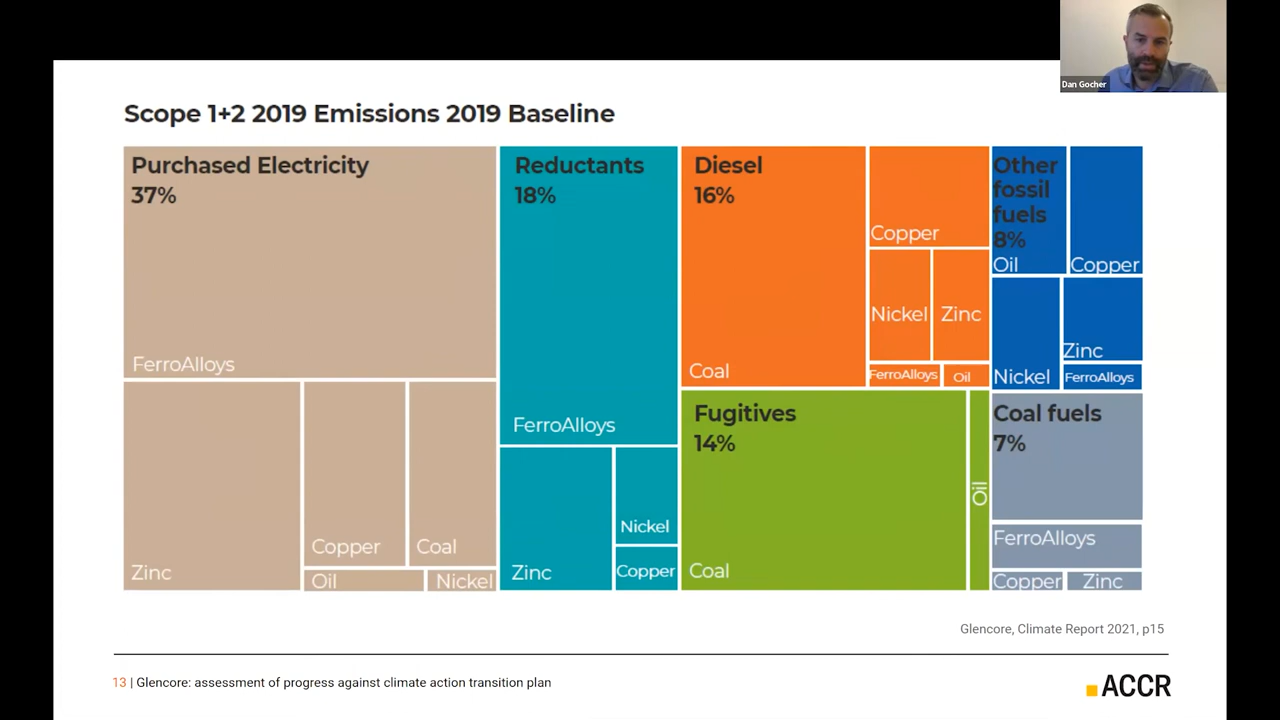 Dan Gocher
Scope 1+2 2019 Emissions 2019 Baseline
Purchased Electricity
37%
FerroAlloys
Zinc
Copper
Coal
Oil
Nickel
Reductants
18%
FerroAlloys
Zinc
Nickel
Copper
Diesel
16%
Coal
Copper
Nickel
Zinc
FerroAlloys
Oil
Fugitives
14%
Coal
Oil
Other
fossil
fuels
8%
Oil
Copper
Nickel
Zinc
FerroAlloys
Coal fuels
7%
FerroAlloys
Copper
Zinc
Glencore, Climate Report 2021, p15
13 | Glencore: assessment of progress against climate action transition plan
ACCR